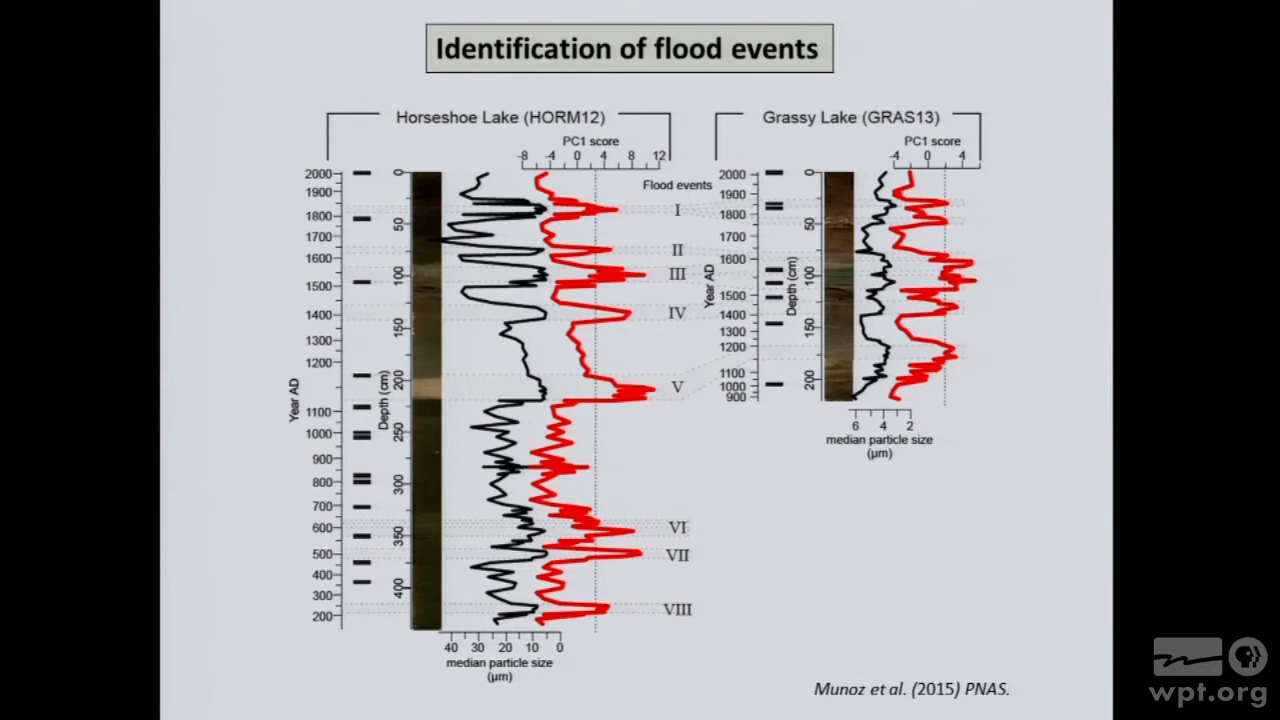 Identification of flood events
Horseshoe Lake (HORM12)
PC1 score
-8 -4 0 4 8 12
Flood events
Year AD
2000
1900
1800
1700
1600
1500
1400
1300
1200
1100
1000
900
800
700
600
500
400
300
200
Depth (cm)
0
50
100
150
200
250
300
350
400
I
II
III
IV
V
VI
VII
VIII
40 30 20 10 0
median particle size
(µm)
Grassy Lake (GRAS13)
PC1 score
-4 0 4
Year AD
2000
1900
1800
1700
1600
1500
1400
1300
1200
1100
1000
900
Depth (cm)
0
50
100
150
200
6 4 2
median particle size
(µm)
Munoz et al. (2015) PNAS.
PBS
wpt.org